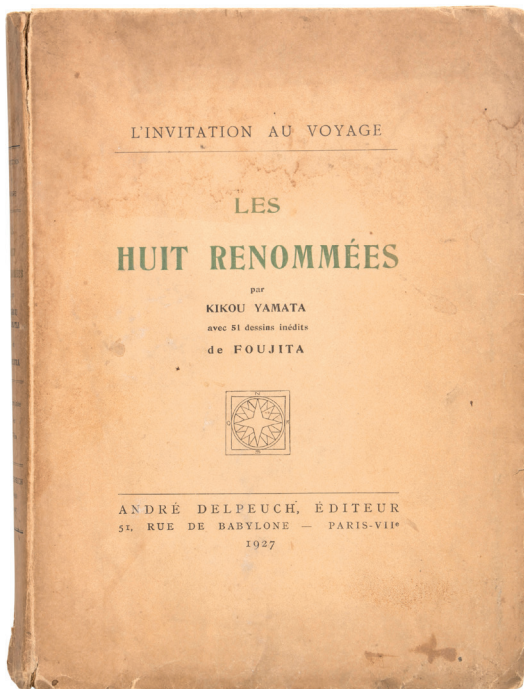 L'INVITATION AU VOYAGE
LES
HUIT RENOMMÉES
par
KIKOU YAMATA
avec 51 dessins inédits
de FOUJITA
ANDRÉ DELPEUCH, ÉDITEUR
51, RUE DE BABYLONE — PARIS-VIIe
1927